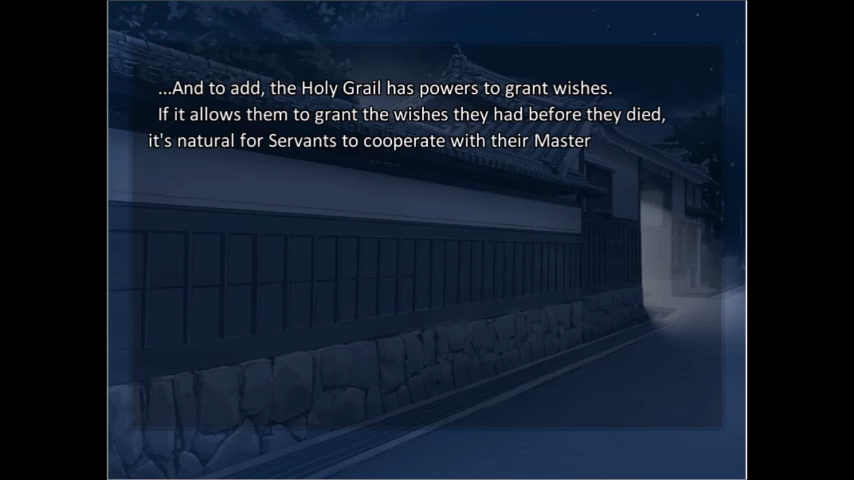 ...And to add, the Holy Grail has powers to grant wishes.
If it allows them to grant the wishes they had before they died,
it's natural for Servants to cooperate with their Master